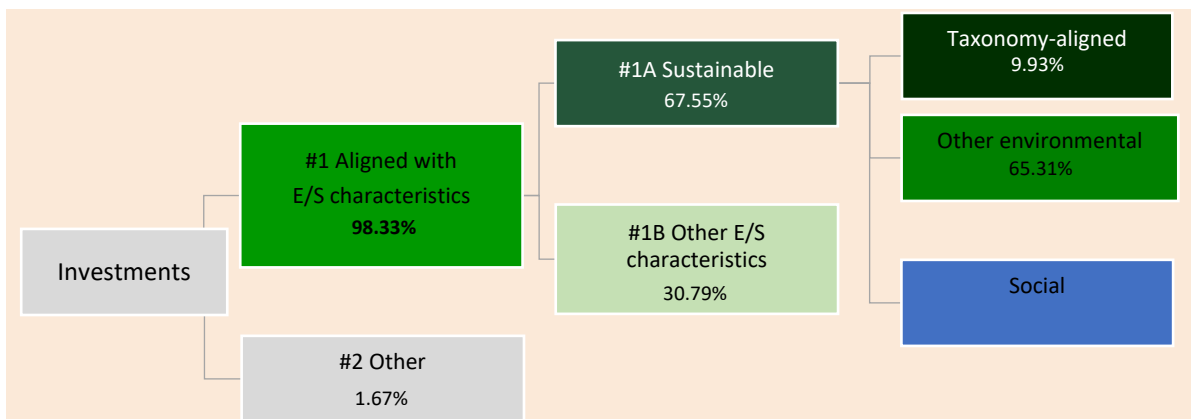 Investments
#1 Aligned with
E/S characteristics
98.33%
#2 Other
1.67%
#1A Sustainable
67.55%
#1B Other E/S
characteristics
30.79%
Taxonomy-aligned
9.93%
Other environmental
65.31%
Social